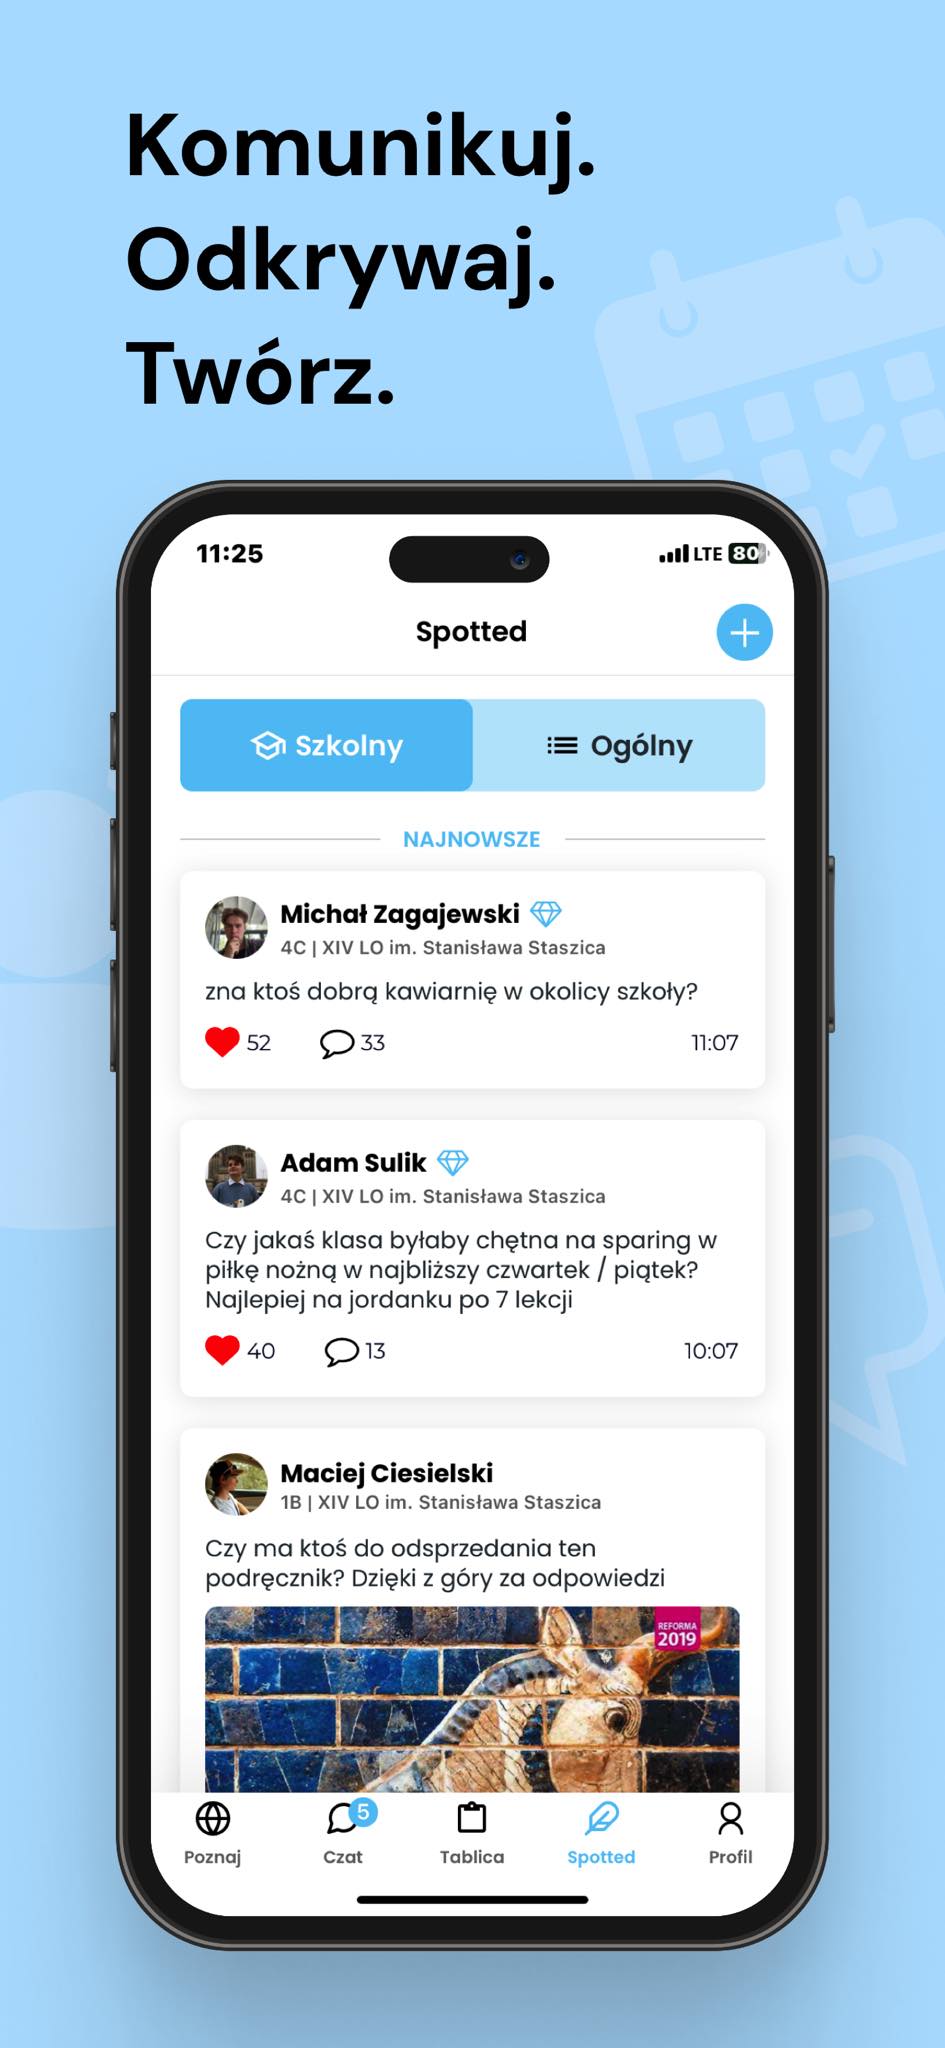 Komunikuj.
Odkrywaj.
Twórz.
11:25
LTE 80
Spotted
Szkolny
Ogólny
NAJNOWSZE
Michał Zagajewski
4C | XIV LO im. Stanisława Staszica
zna ktoś dobrą kawiarnię w okolicy szkoły?
52 33 11:07
Adam Sulik
4C | XIV LO im. Stanisława Staszica
Czy jakaś klasa byłaby chętna na sparing w
piłkę nożną w najbliższy czwartek / piątek?
Najlepiej na jordanku po 7 lekcji
40 13 10:07
Maciej Ciesielski
1B | XIV LO im. Stanisława Staszica
Czy ma ktoś do odsprzedania ten
podręcznik? Dzięki z góry za odpowiedzi
REFORMA
2019
5
Poznaj Czat Tablica Spotted Profil